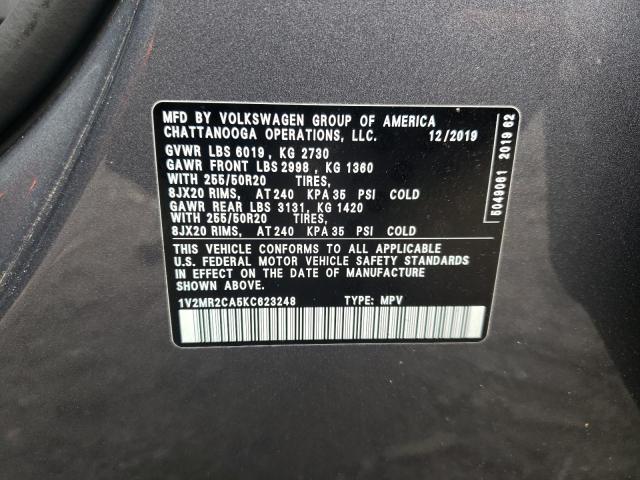 MFD BY VOLKSWAGEN GROUP OF AMERICA
CHATTANOOGA OPERATIONS, LLC. 12/2019
GVWR LBS 6019, KG 2730
GAWR FRONT LBS 2998, KG 1360
WITH 255/50R20 TIRES,
8JX20 RIMS, AT 240 KPA 35 PSI COLD
GAWR REAR LBS 3131, KG 1420
WITH 255/50R20 TIRES,
8JX20 RIMS, AT 240 KPA 35 PSI COLD
THIS VEHICLE CONFORMS TO ALL APPLICABLE
U.S. FEDERAL MOTOR VEHICLE SAFETY STANDARDS
IN EFFECT ON THE DATE OF MANUFACTURE
1V2MR2CA5KC623248 TYPE: MPV
5049061 2019 62